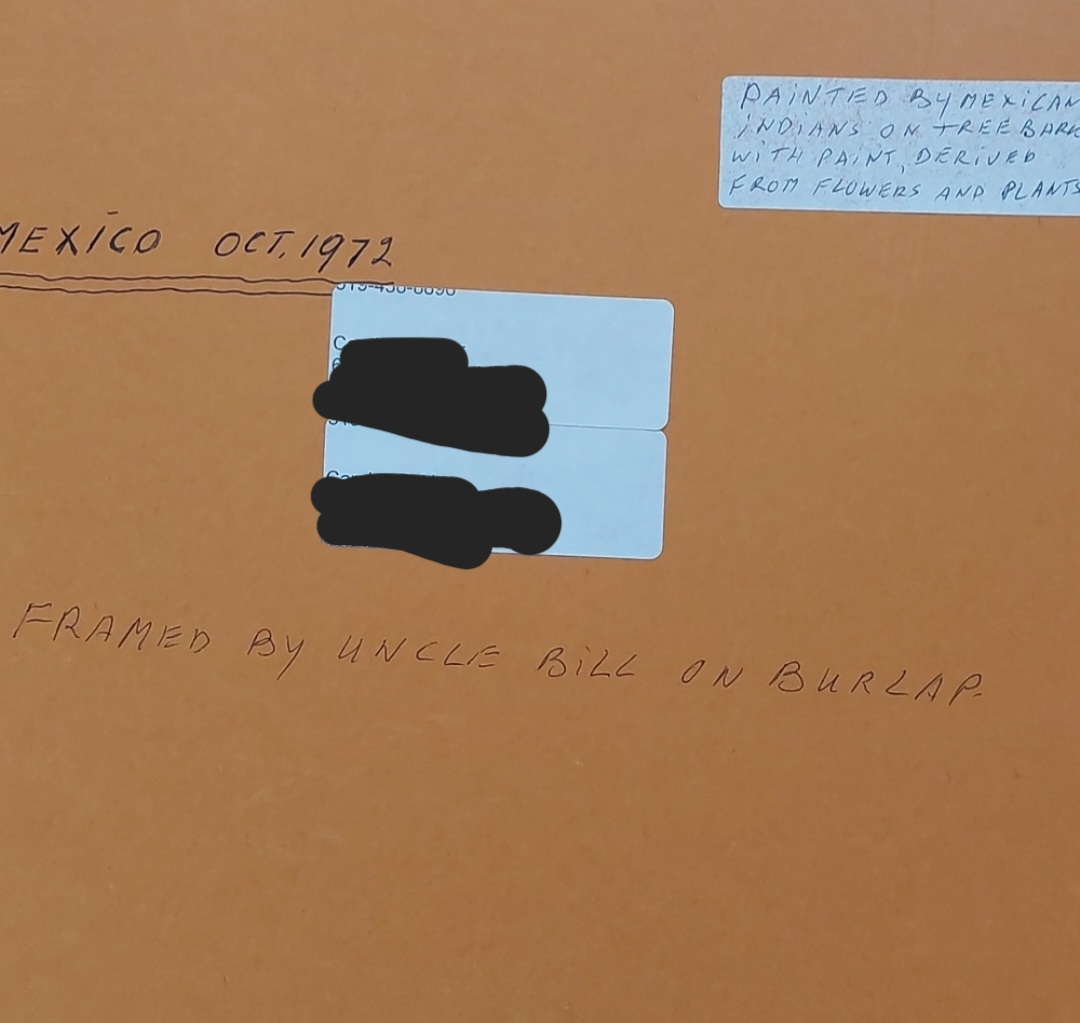 PAINTED BY MEXICAN
INDIANS ON TREE BARK
WITH PAINT, DERIVED
FROM FLOWERS AND PLANTS
MEXICO OCT, 1972
FRAMED BY UNCLE BILL ON BURLAP.